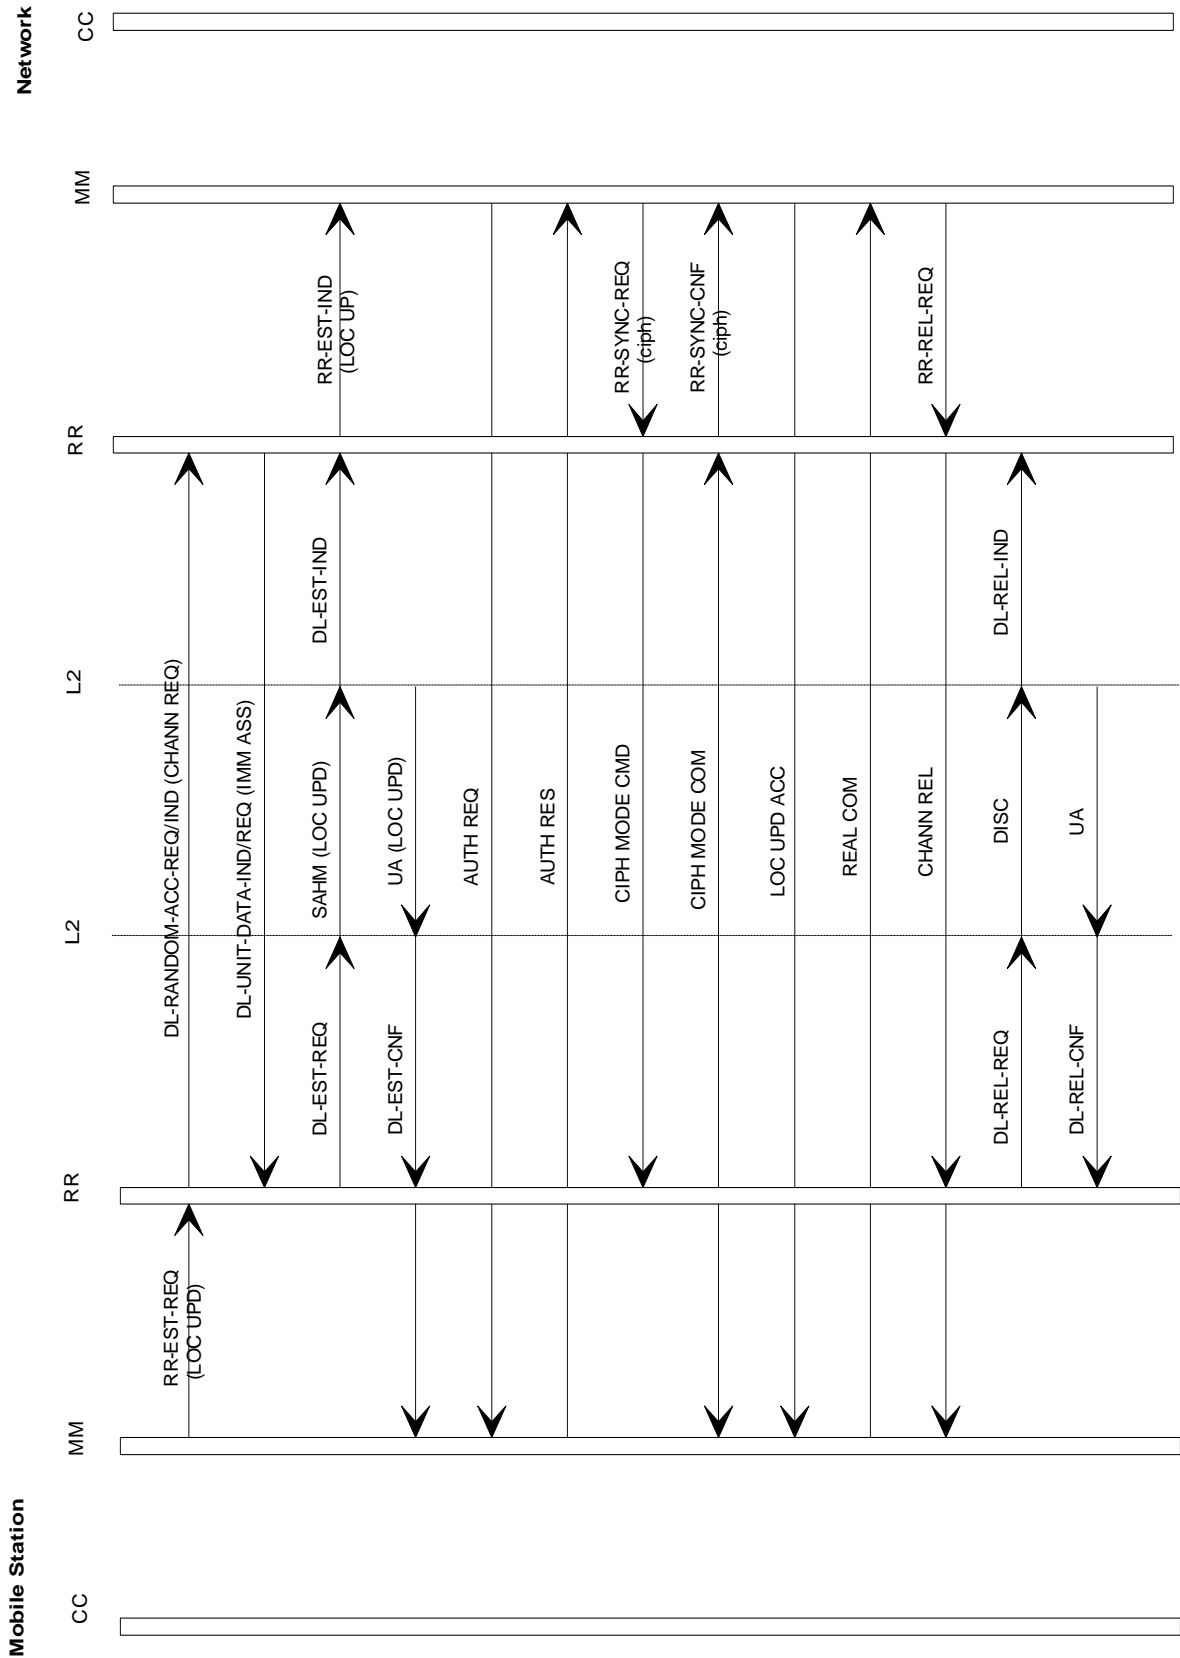 Mobile Station
Network
CC
MM
RR
L2
L2
RR
MM
CC
RR-EST-REQ
(LOC UPD)
DL-RANDOM-ACC-REQ/IND (CHANN REQ)
DL-UNIT-DATA-IND/REQ (IMM ASS)
DL-EST-REQ
SAHM (LOC UPD)
DL-EST-IND
RR-EST-IND
(LOC UP)
DL-EST-CNF
UA (LOC UPD)
AUTH REQ
AUTH RES
CIPH MODE CMD
RR-SYNC-REQ
(ciph)
CIPH MODE COM
RR-SYNC-CNF
(ciph)
LOC UPD ACC
REAL COM
CHANN REL
RR-REL-REQ
DL-REL-REQ
DISC
DL-REL-IND
DL-REL-CNF
UA